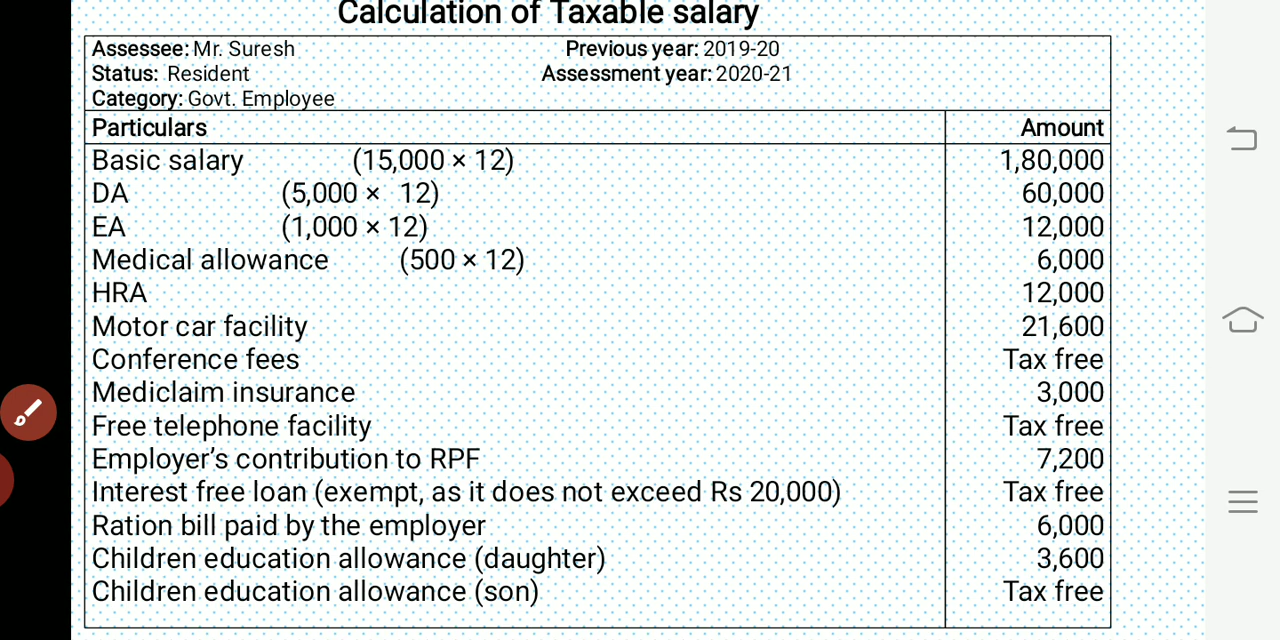 Calculation of Taxable salary
Assessee: Mr. Suresh Previous year: 2019-20
Status: Resident Assessment year: 2020-21
Category: Govt. Employee
Particulars Amount
Basic salary (15,000 × 12) 1,80,000
DA (5,000 × 12) 60,000
EA (1,000 × 12) 12,000
Medical allowance (500 × 12) 6,000
HRA 12,000
Motor car facility 21,600
Conference fees Tax free
Mediclaim insurance 3,000
Free telephone facility Tax free
Employer’s contribution to RPF 7,200
Interest free loan (exempt, as it does not exceed Rs 20,000) Tax free
Ration bill paid by the employer 6,000
Children education allowance (daughter) 3,600
Children education allowance (son) Tax free